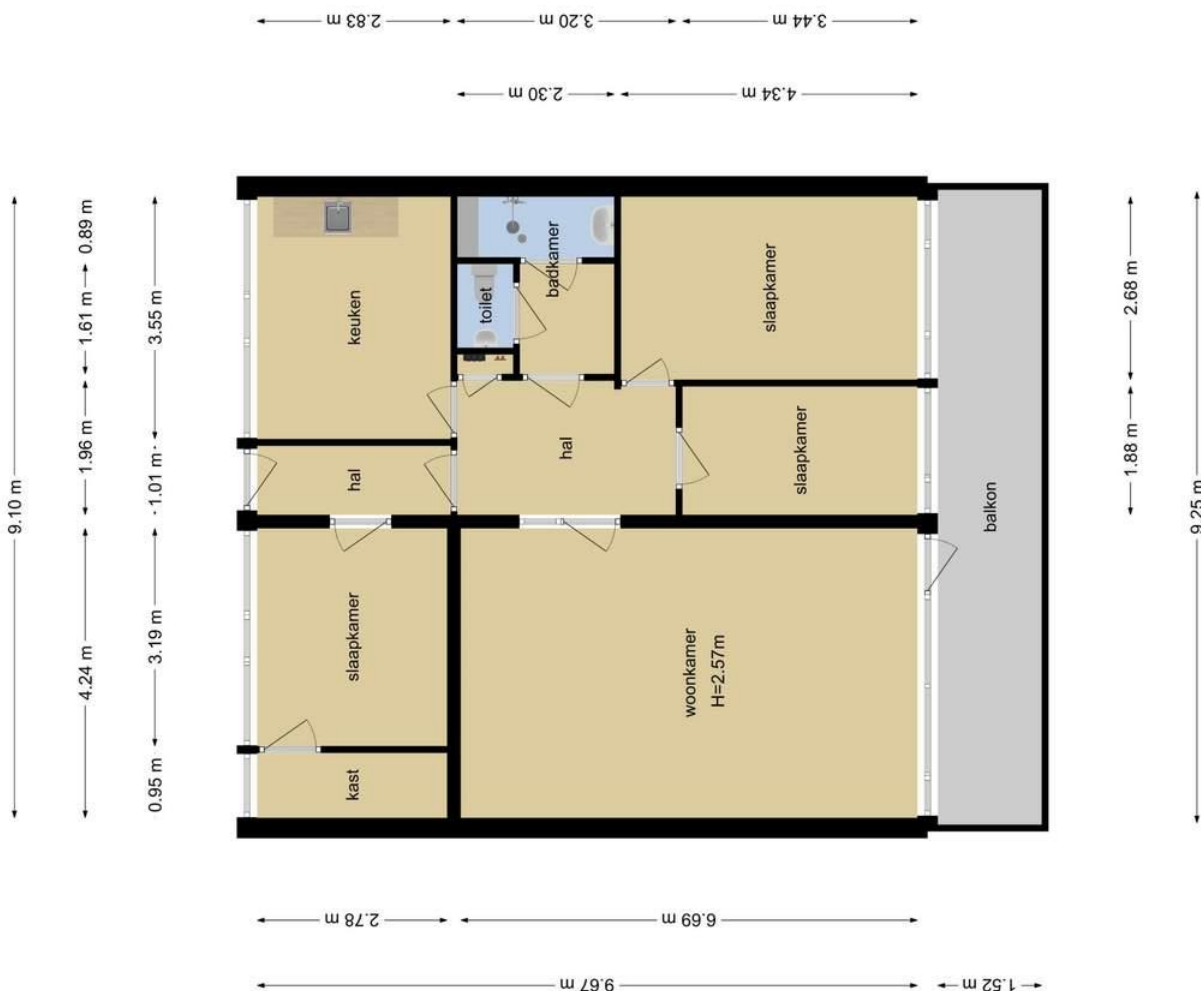 2.83 m
3.20 m
3.44 m
2.30 m
4.34 m
9.10 m
0.89 m
1.61 m
1.96 m
4.24 m
3.55 m
1.01 m
3.19 m
0.95 m
keuken
toilet
badkamer
slaapkamer
hal
hal
slaapkamer
slaapkamer
kast
woonkamer
H=2.57m
balkon
2.68 m
1.88 m
9.25 m
2.78 m
6.69 m
9.67 m
1.52 m